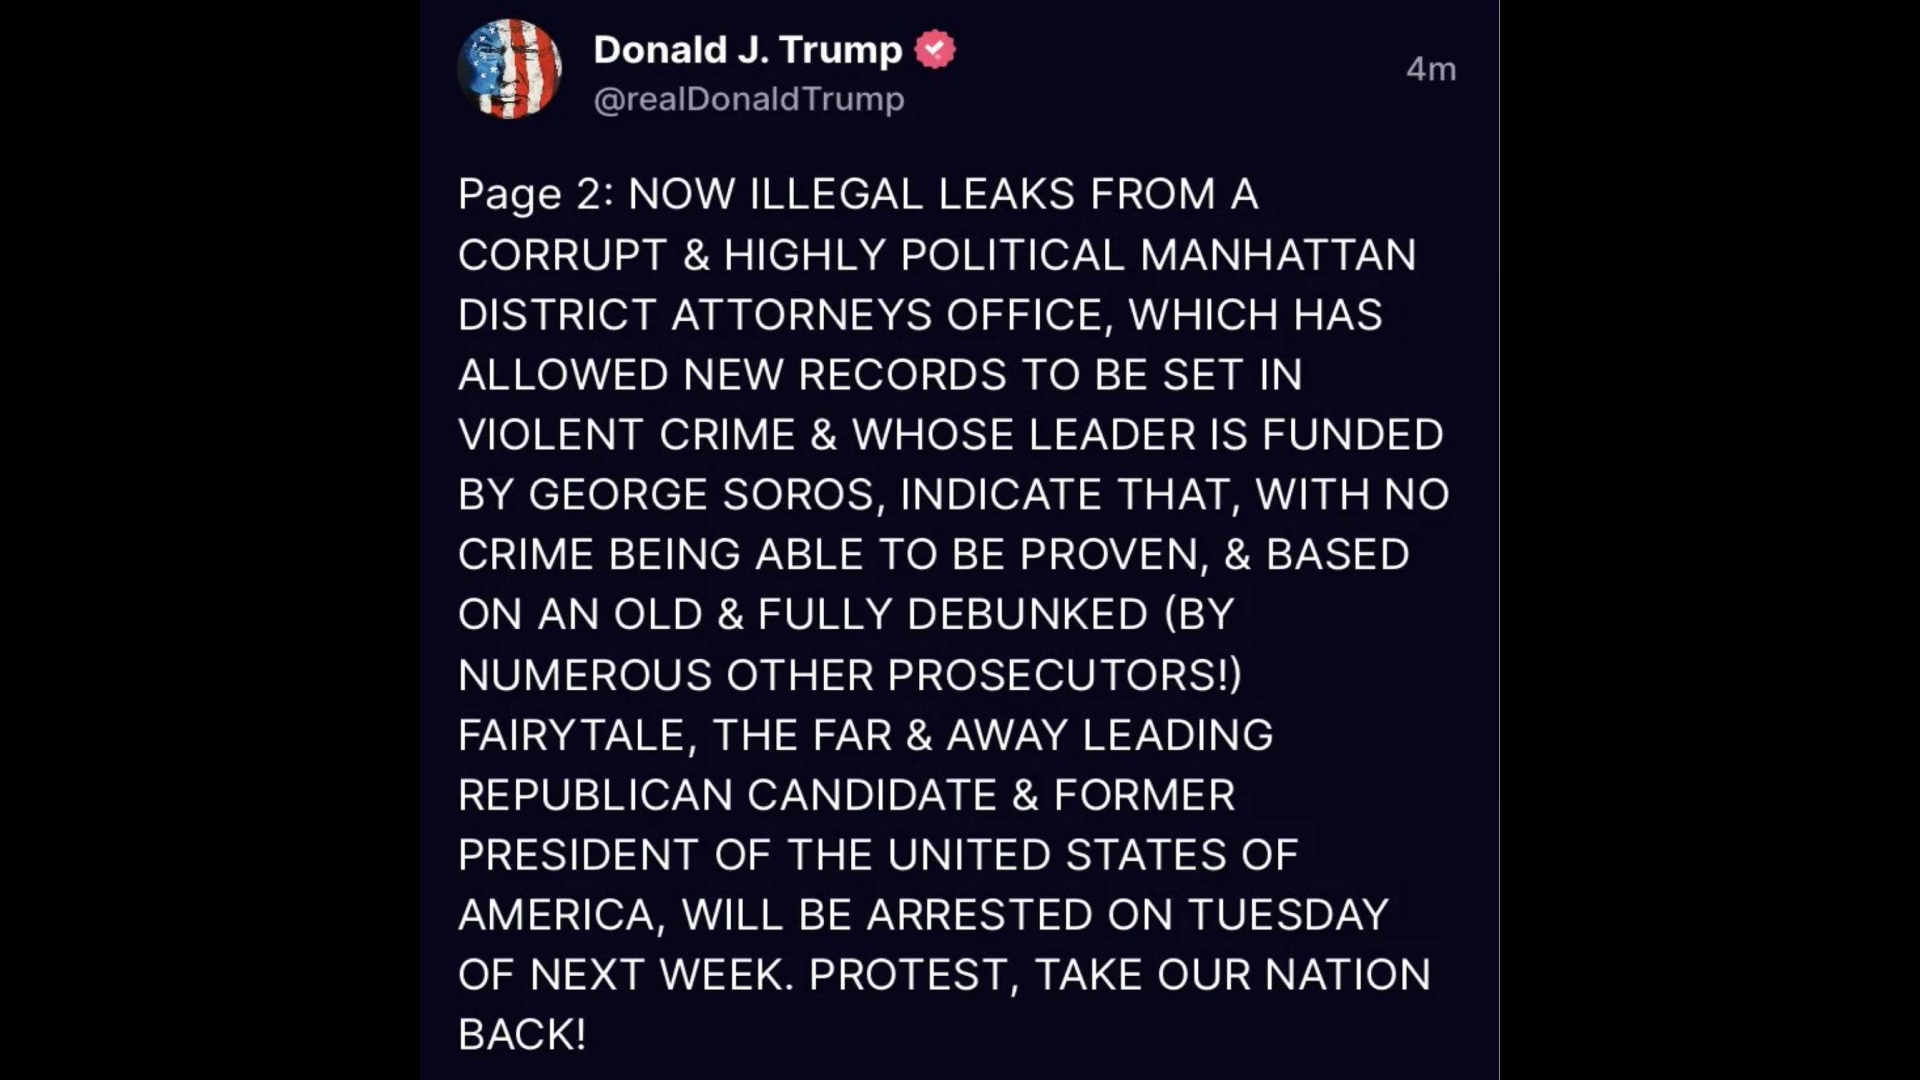 Donald J. Trump
@realDonaldTrump
4m
Page 2: NOW ILLEGAL LEAKS FROM A
CORRUPT & HIGHLY POLITICAL MANHATTAN
DISTRICT ATTORNEYS OFFICE, WHICH HAS
ALLOWED NEW RECORDS TO BE SET IN
VIOLENT CRIME & WHOSE LEADER IS FUNDED
BY GEORGE SOROS, INDICATE THAT, WITH NO
CRIME BEING ABLE TO BE PROVEN, & BASED
ON AN OLD & FULLY DEBUNKED (BY
NUMEROUS OTHER PROSECUTORS!)
FAIRYTALE, THE FAR & AWAY LEADING
REPUBLICAN CANDIDATE & FORMER
PRESIDENT OF THE UNITED STATES OF
AMERICA, WILL BE ARRESTED ON TUESDAY
OF NEXT WEEK. PROTEST, TAKE OUR NATION
BACK!